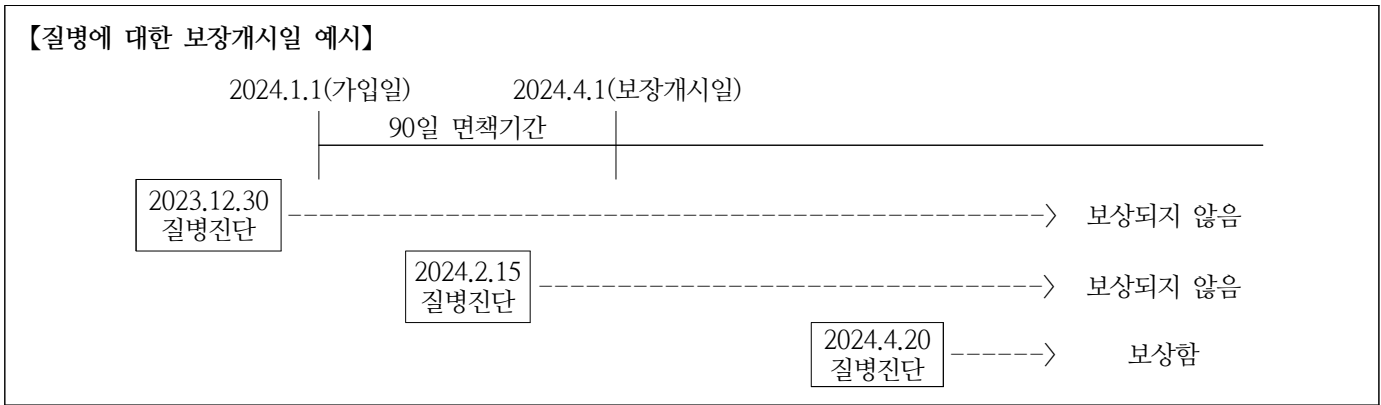 【질병에 대한 보장개시일 예시】
2024.1.1(가입일) 2024.4.1(보장개시일)
90일 면책기간
2023.12.30
질병진단
보상되지 않음
2024.2.15
질병진단
보상되지 않음
2024.4.20
질병진단
보상함